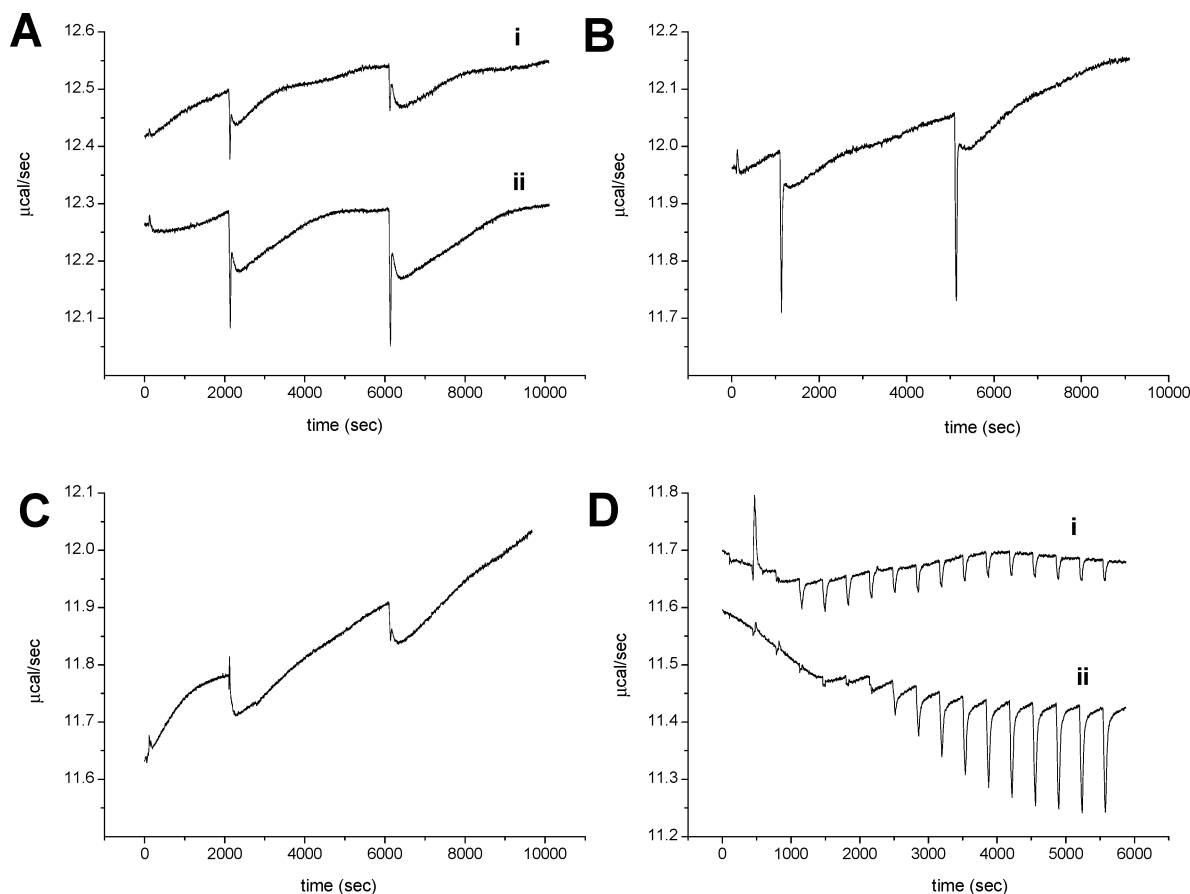 A
i
ii
12.6
12.5
12.4
12.3
12.2
12.1
µcal/sec
0 2000 4000 6000 8000 10000
time (sec)
B
12.2
12.1
12.0
11.9
11.8
11.7
µcal/sec
0 2000 4000 6000 8000 10000
time (sec)
C
12.1
12.0
11.9
11.8
11.7
11.6
µcal/sec
0 2000 4000 6000 8000 10000
time (sec)
D
i
ii
11.8
11.7
11.6
11.5
11.4
11.3
11.2
µcal/sec
0 1000 2000 3000 4000 5000 6000
time (sec)